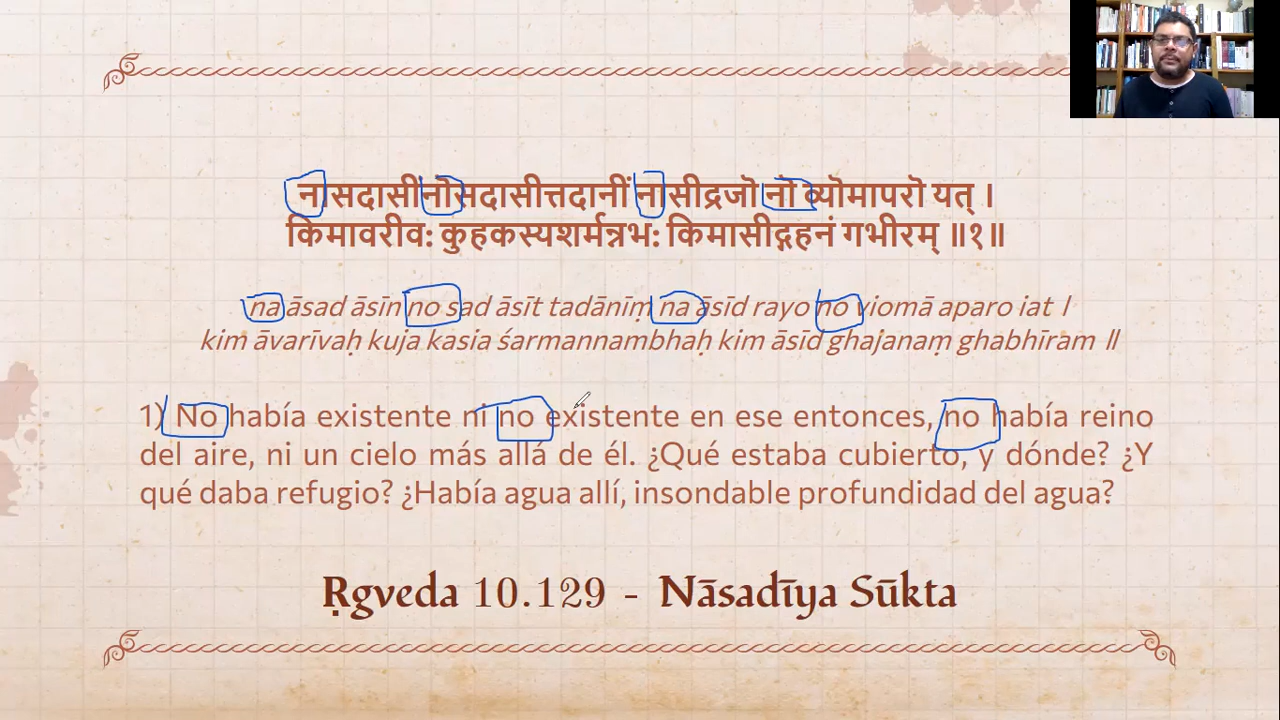 नासदासीनॊसदासीत्तदानीं नासीद्रजॊ नॊ व्यॊमापरॊ यत् ।
किमावरीव: कुहकस्यशर्मन्नभ: किमासीद्गहनं गभीरम् ॥१॥
na āsad āsīn no sad āsīt tadānīṃ na āsīd rayo no viomā aparo iat ।
kim āvarīvaḥ kuja kasia śarmannambhaḥ kim āsīd ghajanaṃ ghabhīram ॥
1) No había existente ni no existente en ese entonces, no había reino
del aire, ni un cielo más allá de él. ¿Qué estaba cubierto, y dónde? ¿Y
qué daba refugio? ¿Había agua allí, insondable profundidad del agua?
Ṛgveda 10.129 - Nāsadīya Sūkta